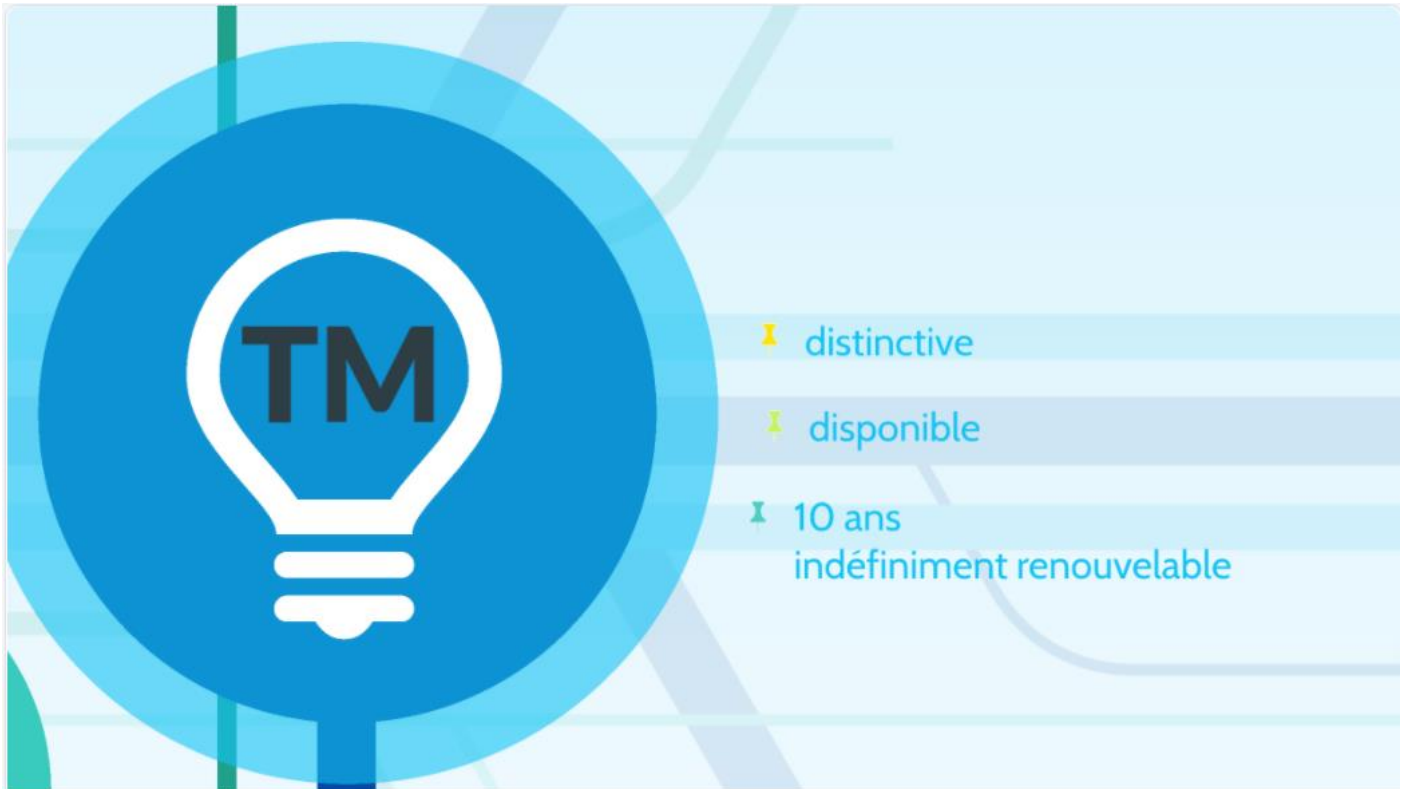 TM
distinctive
disponible
10 ans
indéfiniment renouvelable